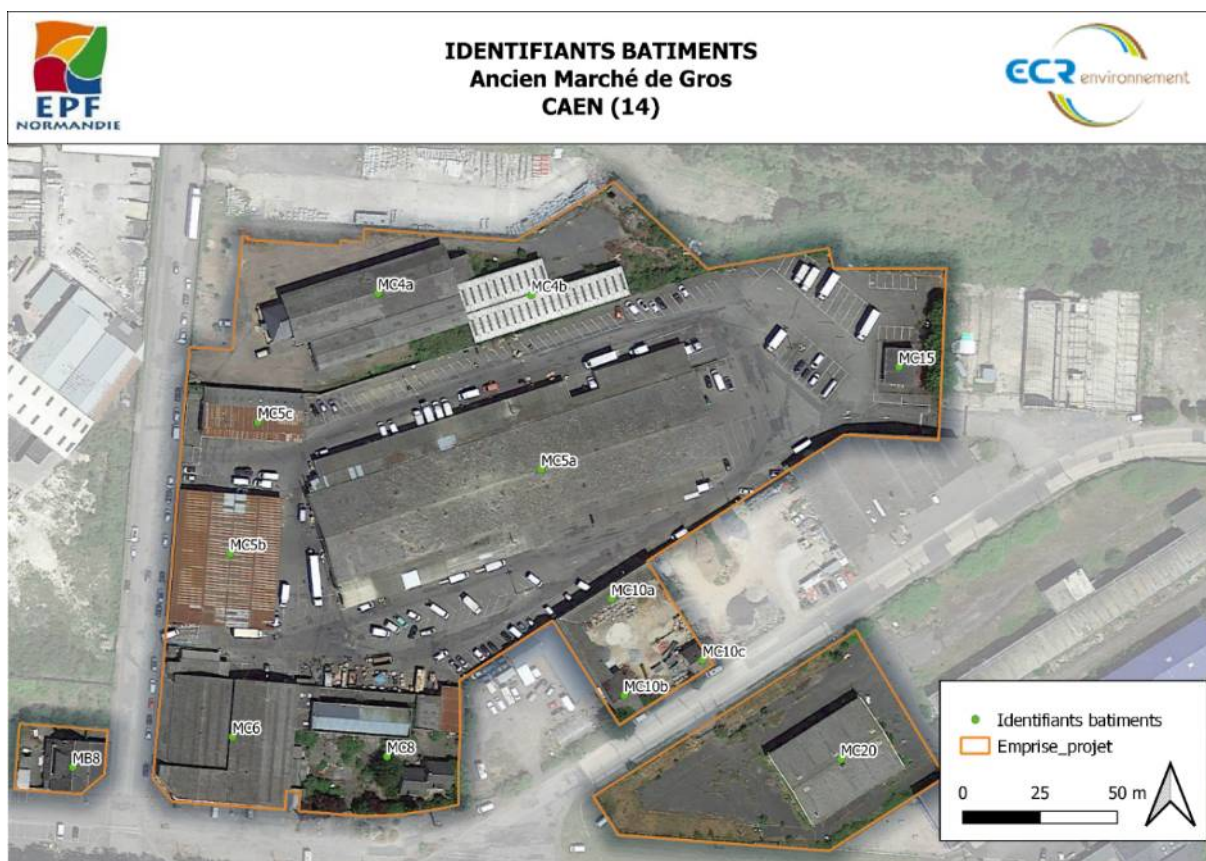 EPF
NORMANDIE
IDENTIFIANTS BATIMENTS
Ancien Marché de Gros
CAEN (14)
ECR environnement
MC4a
MC4b
MC15
MC5c
MC5a
MC5b
MC10a
MC10c
MC10b
MC6
MC8
MB8
MC20
Identifiants batiments
Emprise_projet
0 25 50 m